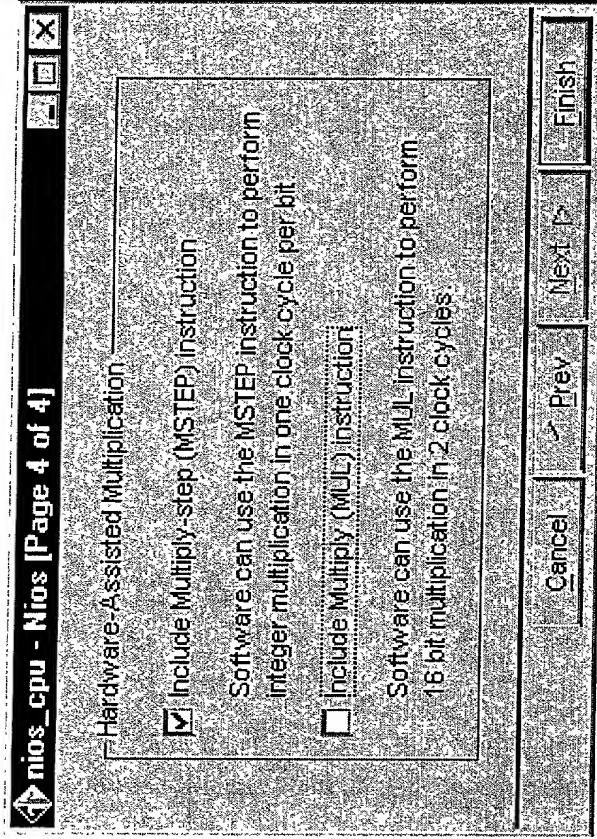 nios_cpu - Nios [Page 4 of 4]
Hardware-Assisted Multiplication
Include Multiply-step (MSTEP) instruction
Software can use the MSTEP instruction to perform
integer multiplication in one clock cycle per bit.
Include Multiply (MUL) instruction
Software can use the MUL instruction to perform
16 bit multiplication in 2 clock cycles.
Cancel
< Prev
Next >
Finish